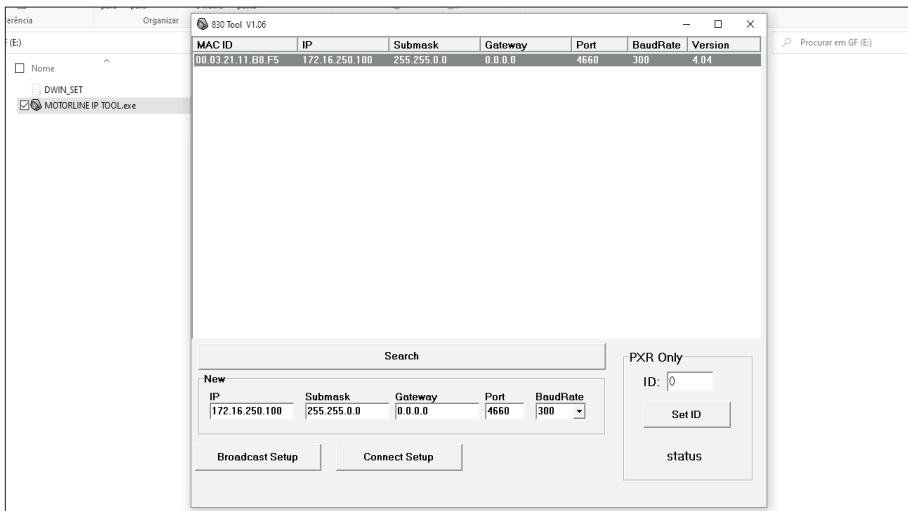 erência
Organizar
830 Tool V1.06
(E:)
Procurar em GF (E:)
Nome
DWIN_SET
MOTORLINE IP TOOL.exe
MAC ID IP Submask Gateway Port BaudRate Version
00.03.21.11.B8.F5 172.16.250.100 255.255.0.0 0.0.0.0 4660 300 4.04
Search
New
IP Submask Gateway Port BaudRate
172.16.250.100 255.255.0.0 0.0.0.0 4660 300
Broadcast Setup Connect Setup
PXR Only
ID: 0
Set ID
status